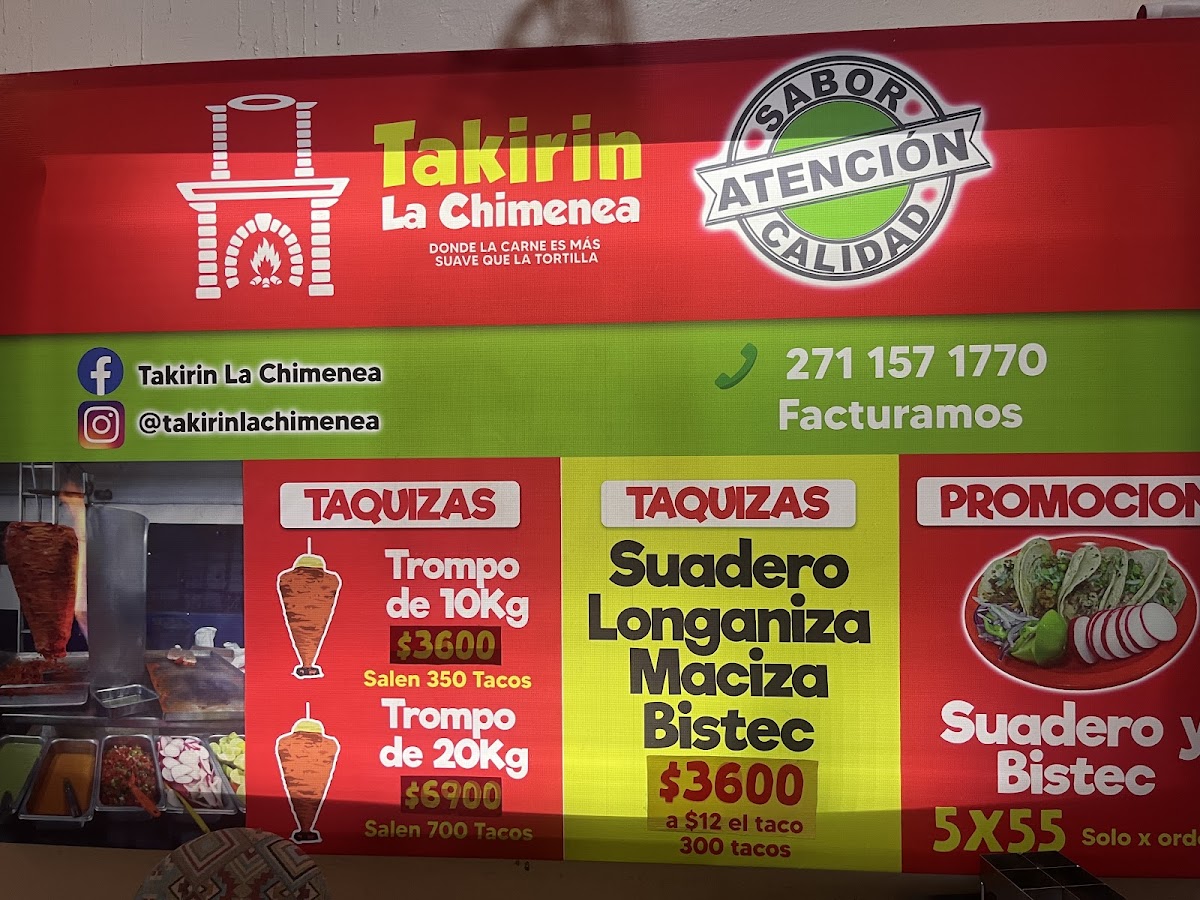 Takirin
La Chimenea
DONDE LA CARNE ES MÁS
SUAVE QUE LA TORTILLA
SABOR
ATENCIÓN
CALIDAD
Takirin La Chimenea
@takirinlachimenea
271 157 1770
Facturamos
TAQUIZAS
Trompo
de 10Kg
$3600
Salen 350 Tacos
Trompo
de 20Kg
$6900
Salen 700 Tacos
TAQUIZAS
Suadero
Longaniza
Maciza
Bistec
$3600
a $12 el taco
300 tacos
PROMOCION
Suadero y
Bistec
5X55
Solo x orde